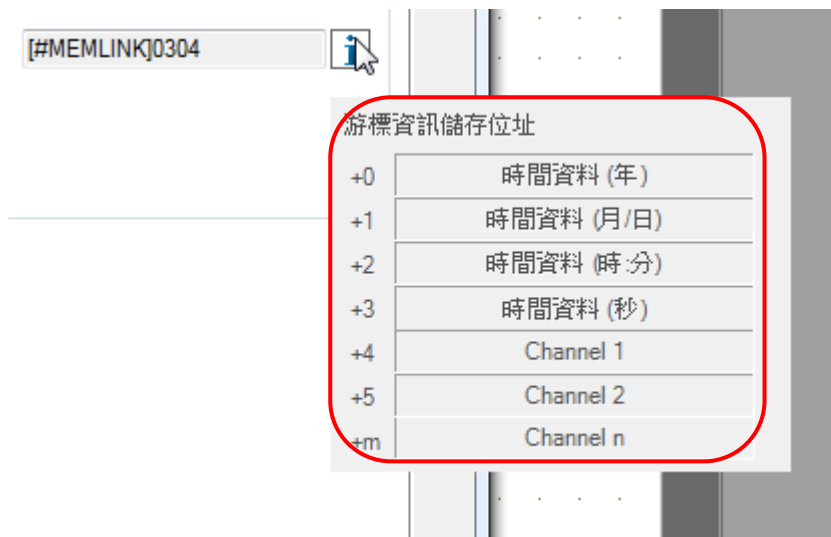 [#MEMLINK]0304
游標資訊儲存位址
+0 時間資料 (年)
+1 時間資料 (月/日)
+2 時間資料 (時:分)
+3 時間資料 (秒)
+4 Channel 1
+5 Channel 2
+m Channel n